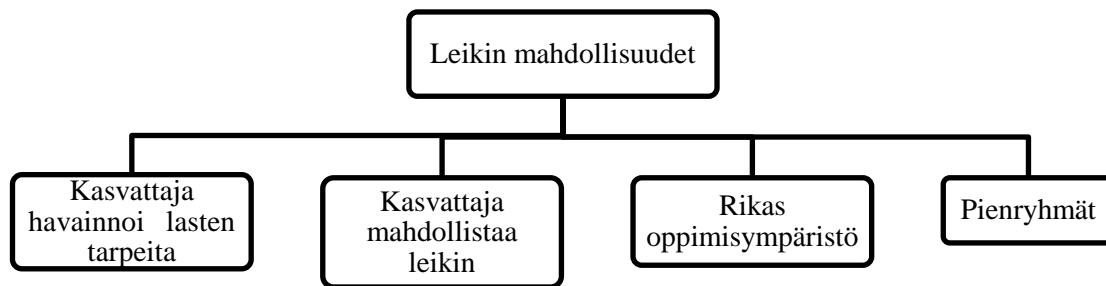 Leikin mahdollisuudet
Kasvattaja
havainnoi lasten
tarpeita
Kasvattaja
mahdollistaa
leikin
Rikas
oppimisympäristö
Pienryhmät